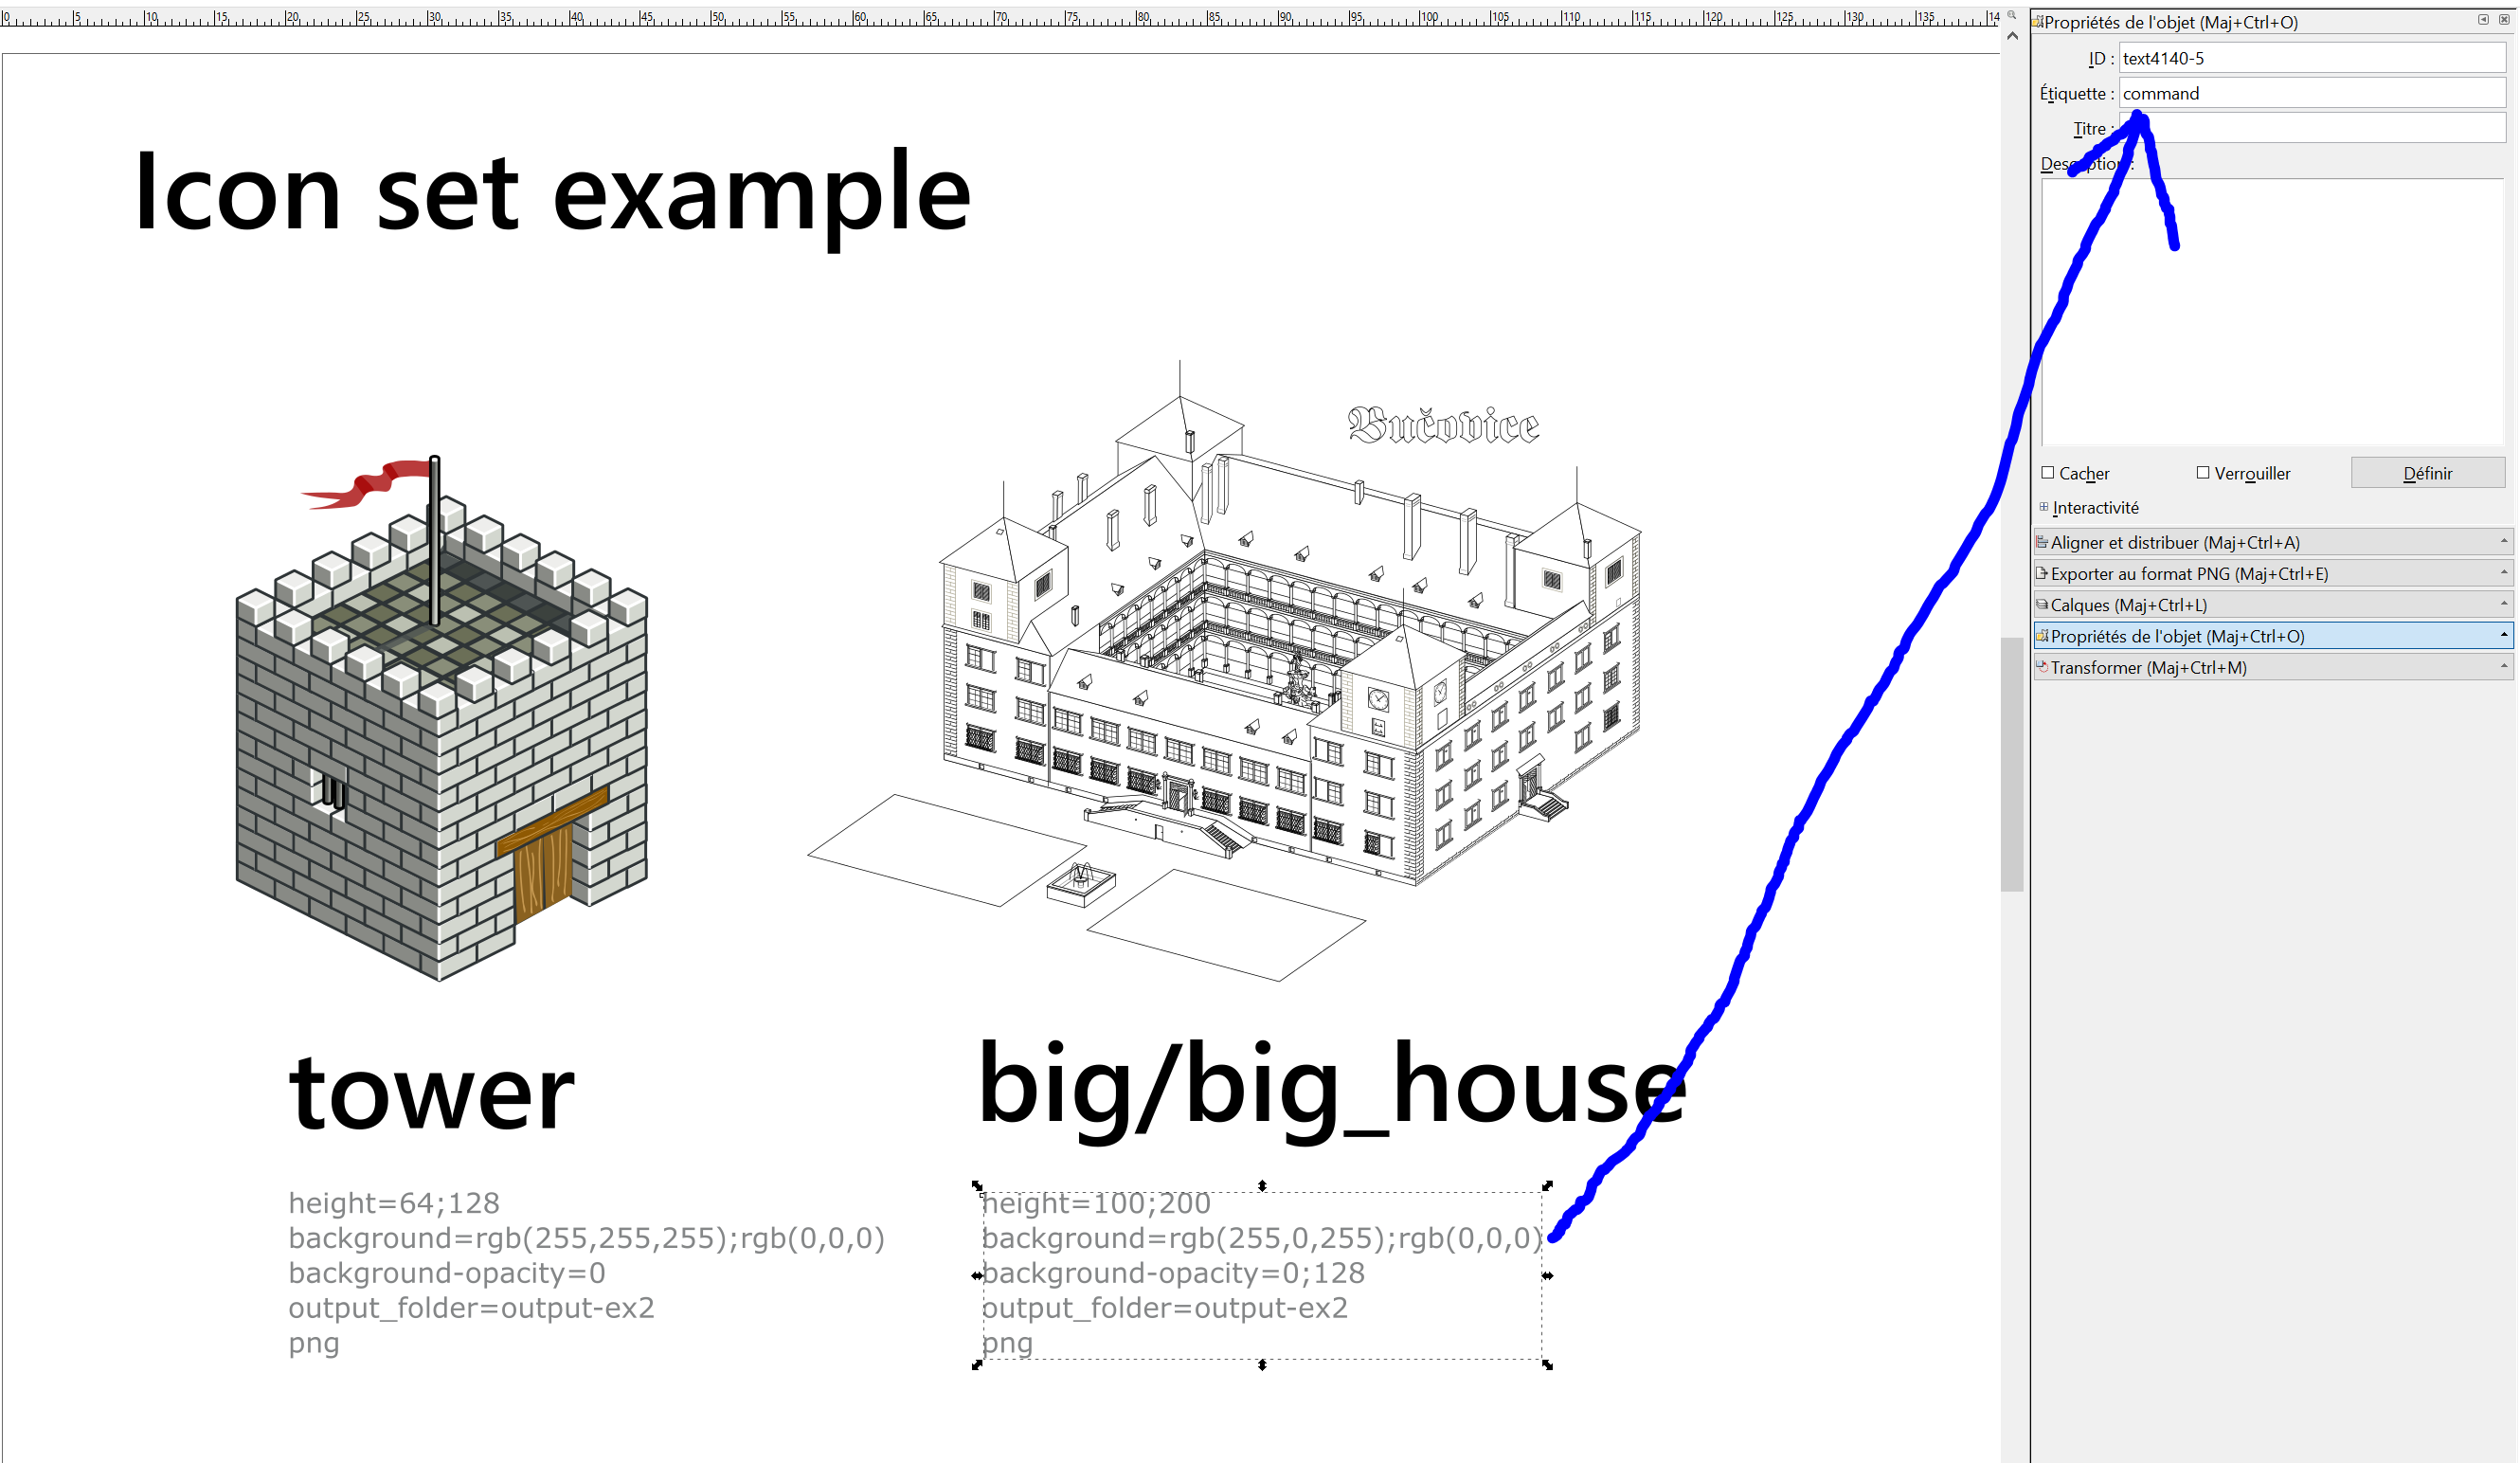 0 5 10 15 20 25 30 35 40 45 50 55 60 65 70 75 80 85 90 95 100 105 110 115 120 125 130 135 14
Propriétés de l'objet (Maj+Ctrl+O)
ID : text4140-5
Étiquette : command
Titre :
Description :
Cacher Verrouiller Définir
Interactivité
Aligner et distribuer (Maj+Ctrl+A)
Exporter au format PNG (Maj+Ctrl+E)
Calques (Maj+Ctrl+L)
Propriétés de l'objet (Maj+Ctrl+O)
Transformer (Maj+Ctrl+M)
Icon set example
Bučovice
tower
height=64;128
background=rgb(255,255,255);rgb(0,0,0)
background-opacity=0
output_folder=output-ex2
png
big/big_house
height=100;200
background=rgb(255,0,255);rgb(0,0,0)
background-opacity=0;128
output_folder=output-ex2
png